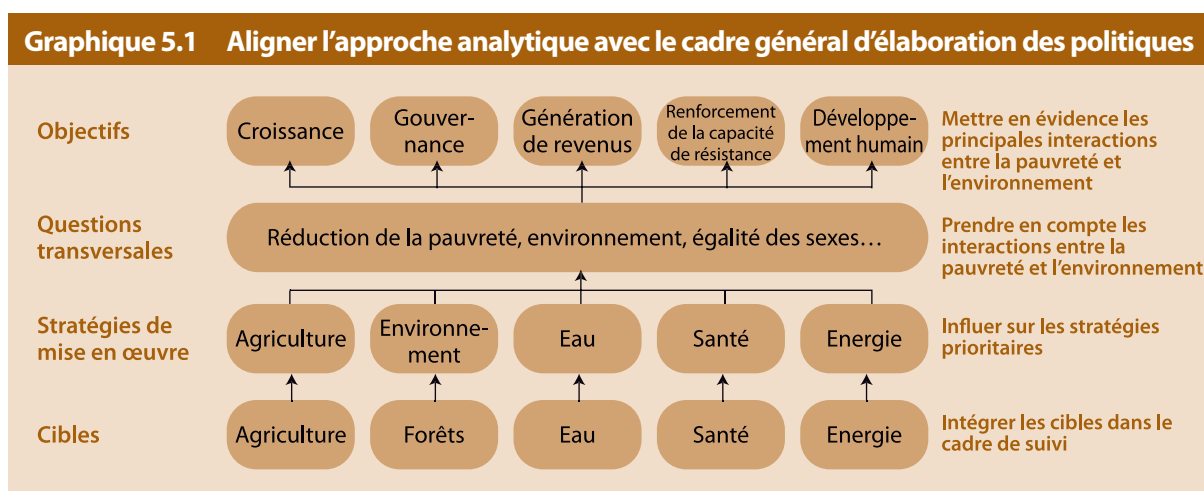 Graphique 5.1 Aligner l’approche analytique avec le cadre général d’élaboration des politiques
Objectifs
Croissance
Gouver-
nance
Génération
de revenus
Renforcement
de la capacité
de résistance
Développe-
ment humain
Mettre en évidence les
principales interactions
entre la pauvreté et
l’environnement
Questions
transversales
Réduction de la pauvreté, environnement, égalité des sexes…
Prendre en compte les
interactions entre la
pauvreté et l’environnement
Stratégies de
mise en œuvre
Agriculture
Environne-
ment
Eau
Santé
Energie
Influer sur les stratégies
prioritaires
Cibles
Agriculture
Forêts
Eau
Santé
Energie
Intégrer les cibles dans le
cadre de suivi